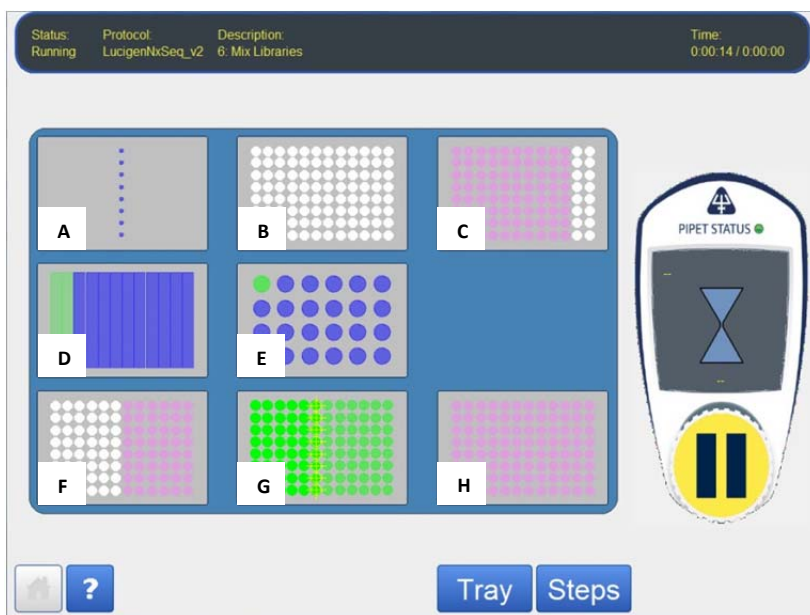 Status: Protocol: Description: Time:
Running LucigenNxSeq_v2 6: Mix Libraries 0:00:14 / 0:00:00
A
B
C
PIPET STATUS
D
E
F
G
H
?
Tray
Steps